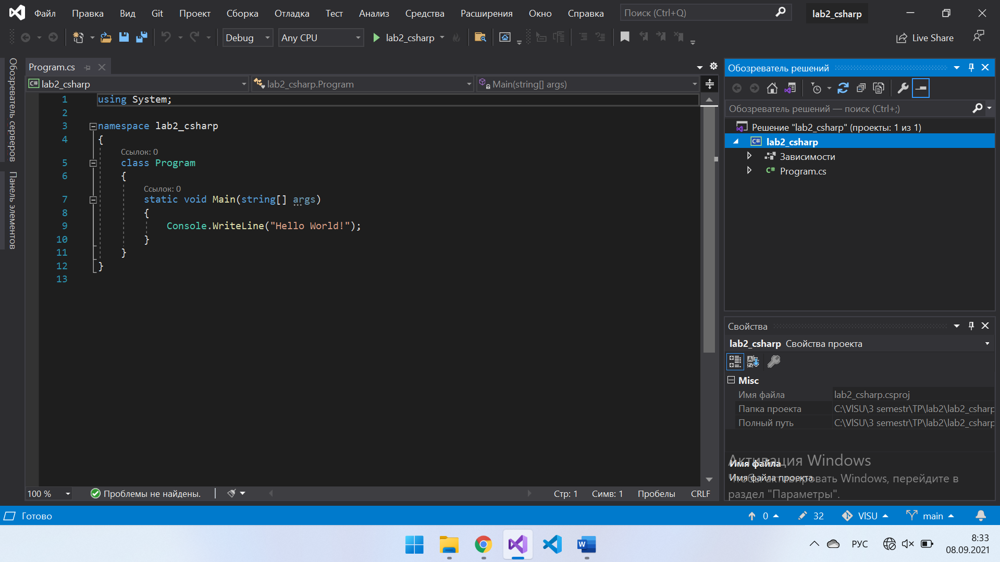 Файл Правка Вид Git Проект Сборка Отладка Тест Анализ Средства Расширения Окно Справка Поиск (Ctrl+Q) lab2_csharp
Debug Any CPU lab2_csharp Live Share
Обозреватель серверов
Панель элементов
Program.cs
lab2_csharp lab2_csharp.Program Main(string[] args)
1 using System;
2
3 namespace lab2_csharp
4 {
Ссылок: 0
5 class Program
6 {
Ссылок: 0
7 static void Main(string[] args)
8 {
9 Console.WriteLine("Hello World!");
10 }
11 }
12 }
13
100 % Проблемы не найдены. Стр: 1 Симв: 1 Пробелы CRLF
Обозреватель решений
Обозреватель решений — поиск (Ctrl+;)
Решение "lab2_csharp" (проекты: 1 из 1)
C# lab2_csharp
Зависимости
C# Program.cs
Свойства
lab2_csharp Свойства проекта
Misc
Имя файла lab2_csharp.csproj
Папка проекта C:\VlSU\3 semestr\TP\lab2\lab2_csharp
Полный путь C:\VlSU\3 semestr\TP\lab2\lab2_csharp
Имя файла
Имя файла проекта.
Активация Windows
Чтобы активировать Windows, перейдите в
раздел "Параметры".
Готово 0 32 VlSU main
РУС 8:33
08.09.2021